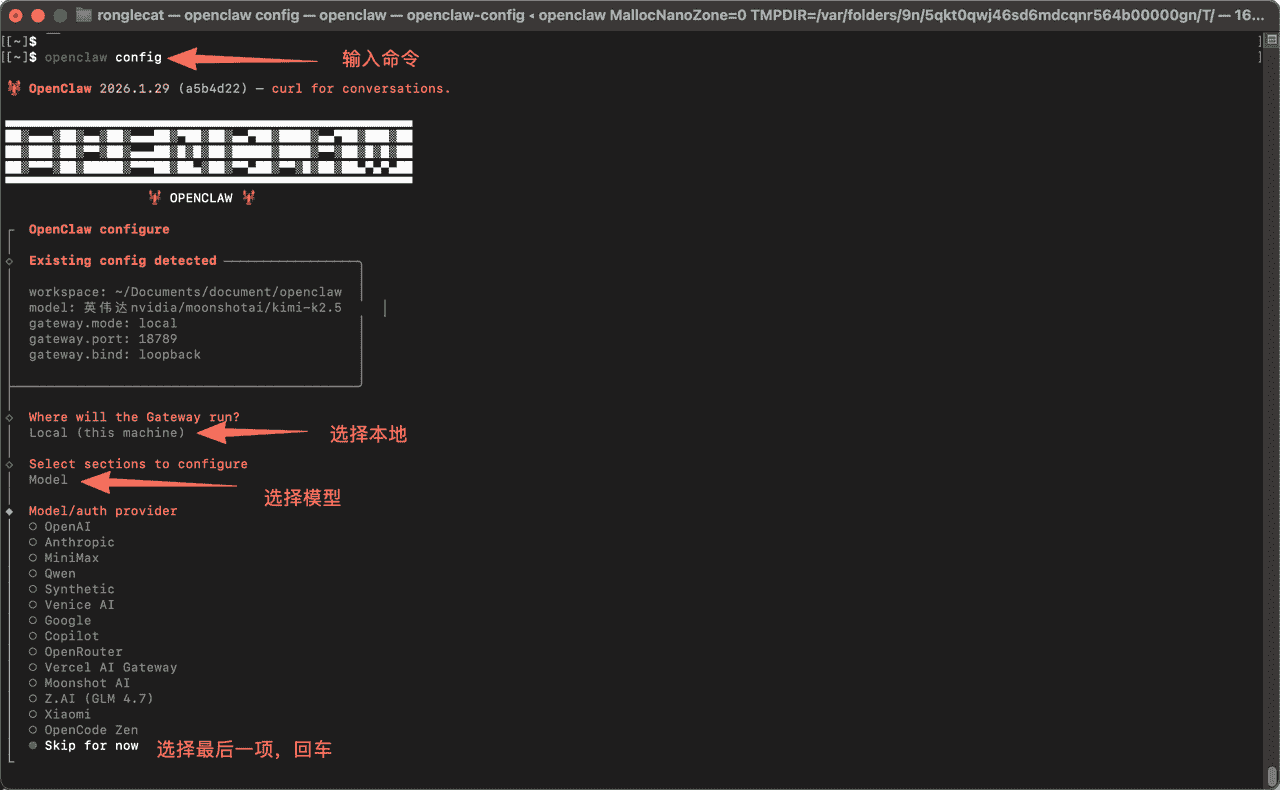 ronglecat — openclaw config — openclaw — openclaw-config ◂ openclaw MallocNanoZone=0 TMPDIR=/var/folders/9n/5qkt0qwj46sd6mdcqnr564b00000gn/T/ — 16...
[[~]$ ]
[[~]$ openclaw config ]
输入命令
OpenClaw 2026.1.29 (a5b4d22) — curl for conversations.
OPENCLAW
OPENCLAW
OpenClaw configure
Existing config detected
workspace: ~/Documents/document/openclaw
model: 英伟达nvidia/moonshotai/kimi-k2.5
gateway.mode: local
gateway.port: 18789
gateway.bind: loopback
Where will the Gateway run?
Local (this machine)
选择本地
Select sections to configure
Model
选择模型
Model/auth provider
OpenAI
Anthropic
MiniMax
Qwen
Synthetic
Venice AI
Google
Copilot
OpenRouter
Vercel AI Gateway
Moonshot AI
Z.AI (GLM 4.7)
Xiaomi
OpenCode Zen
Skip for now
选择最后一项，回车